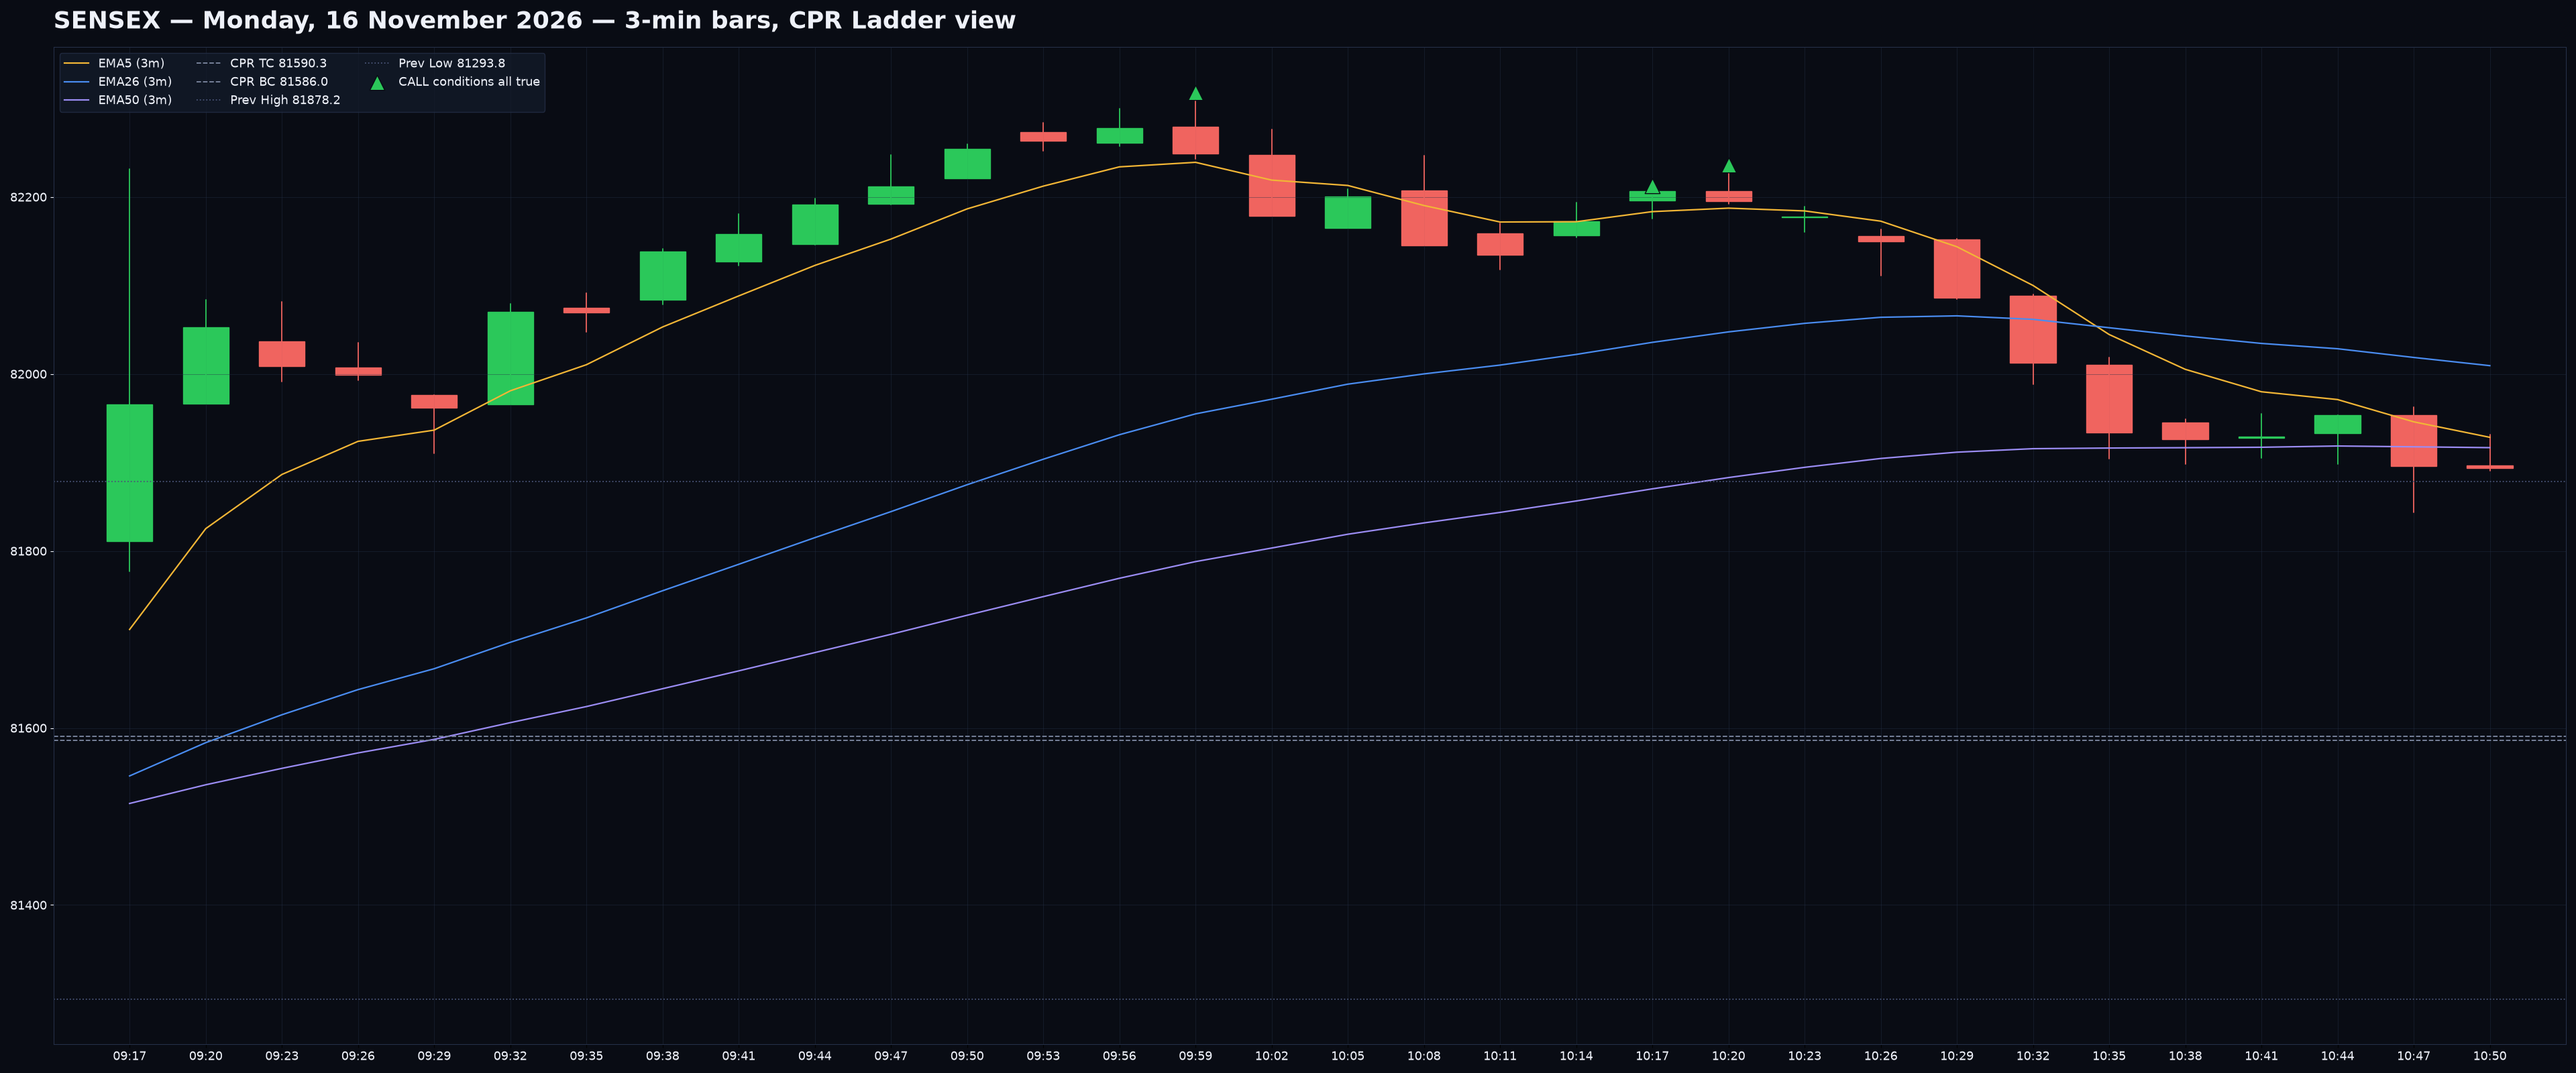 SENSEX — Monday, 16 November 2026 — 3-min bars, CPR Ladder view
EMA5 (3m)
EMA26 (3m)
EMA50 (3m)
CPR TC 81590.3
CPR BC 81586.0
Prev High 81878.2
Prev Low 81293.8
CALL conditions all true
82200
82000
81800
81600
81400
09:17 09:20 09:23 09:26 09:29 09:32 09:35 09:38 09:41 09:44 09:47 09:50 09:53 09:56 09:59 10:02 10:05 10:08 10:11 10:14 10:17 10:20 10:23 10:26 10:29 10:32 10:35 10:38 10:41 10:44 10:47 10:50